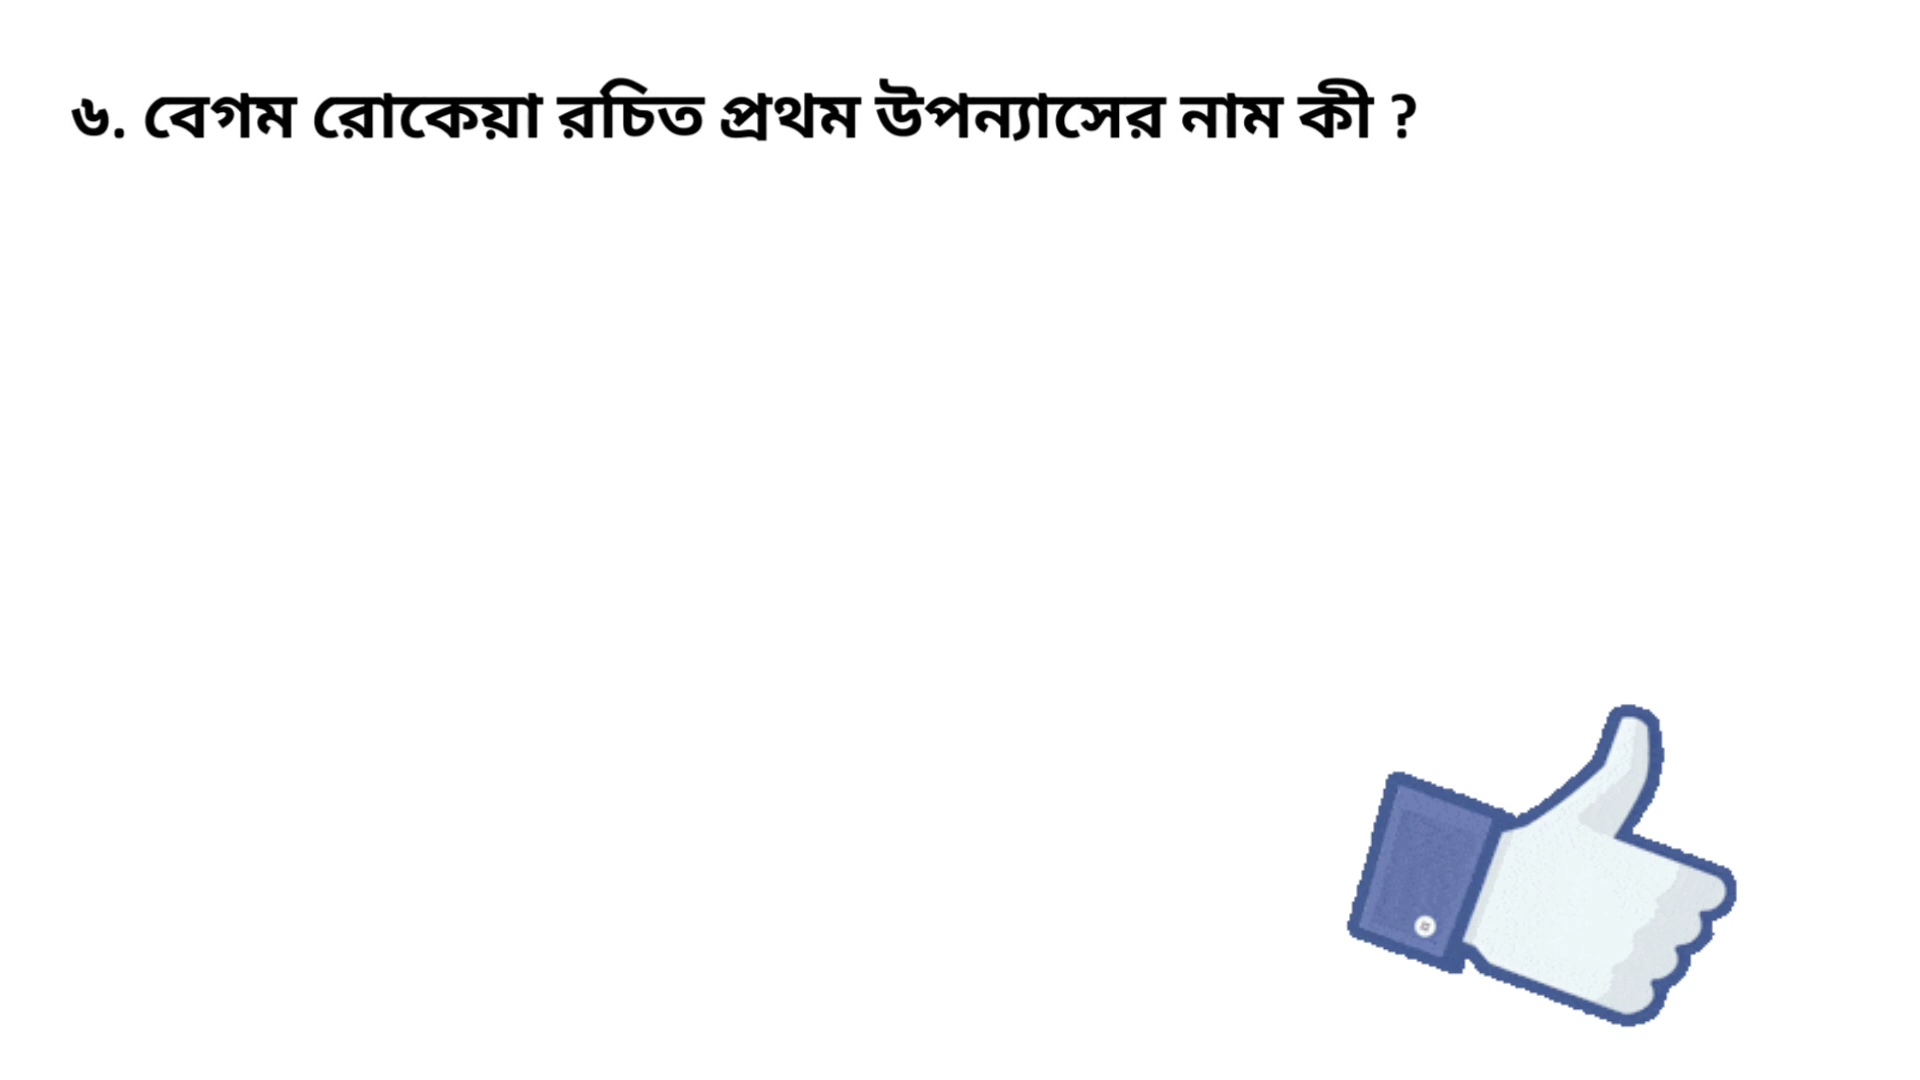 ৬. বেগম রোকেয়া রচিত প্রথম উপন্যাসের নাম কী ?